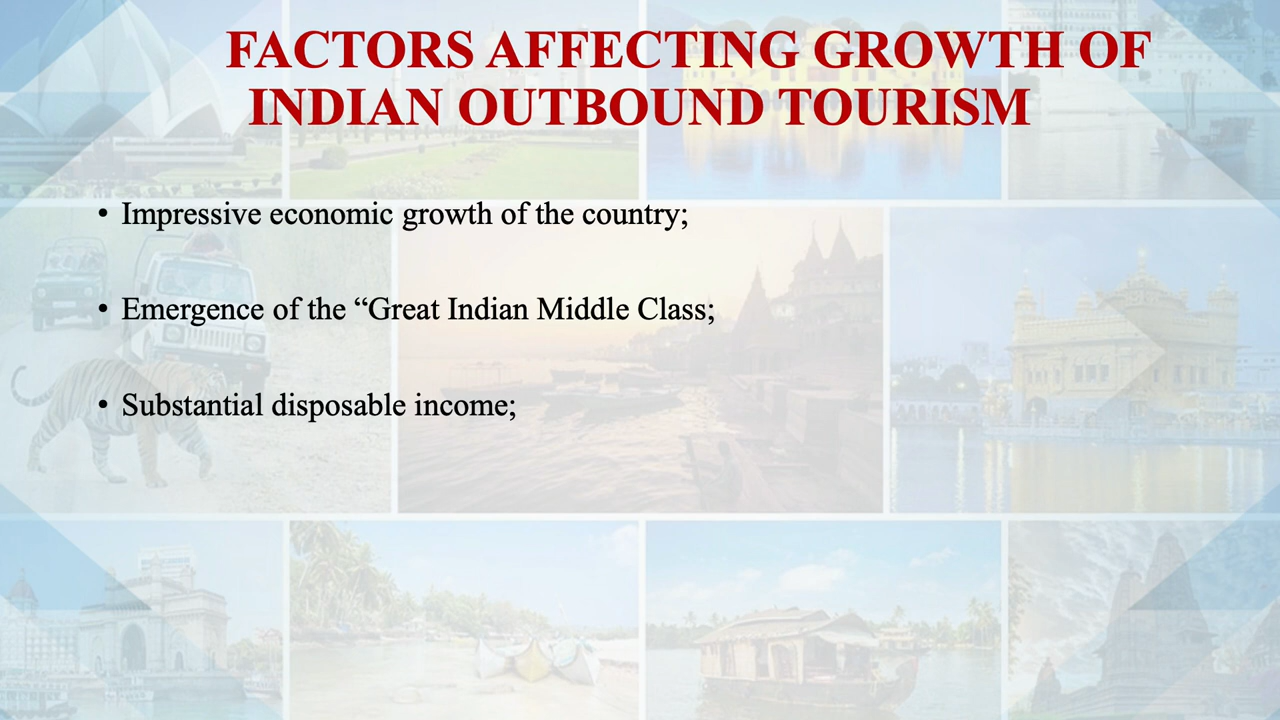 FACTORS AFFECTING GROWTH OF
INDIAN OUTBOUND TOURISM
• Impressive economic growth of the country;
• Emergence of the “Great Indian Middle Class;
• Substantial disposable income;